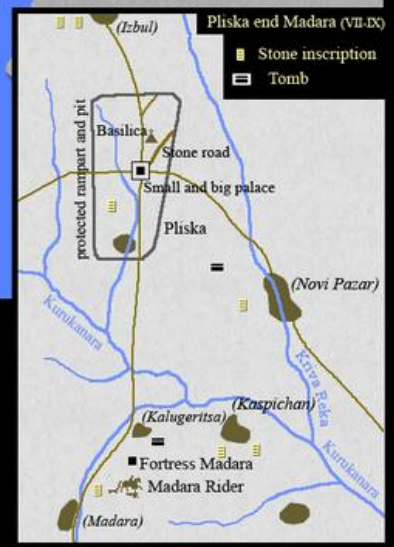 Pliska end Madara (VII-IX)
Stone inscription
Tomb
(Izbul)
protected rampart and pit
Basilica
Stone road
Small and big palace
Pliska
(Novi Pazar)
Kurukanara
Kriva Reka
(Kaspichan)
(Kalugeritsa)
Kurukanara
Fortress Madara
Madara Rider
(Madara)